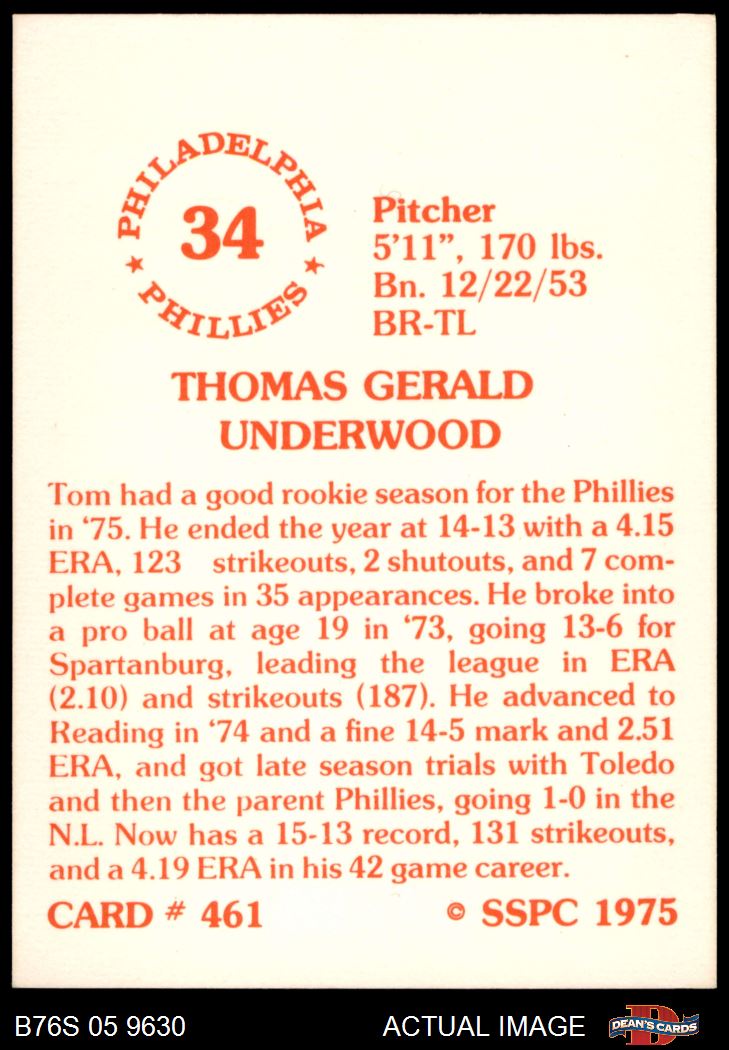 PHILADELPHIA
34
★ ★
PHILLIES
Pitcher
5'11”, 170 lbs.
Bn. 12/22/53
BR-TL
THOMAS GERALD
UNDERWOOD
Tom had a good rookie season for the Phillies
in ‘75. He ended the year at 14-13 with a 4.15
ERA, 123 strikeouts, 2 shutouts, and 7 com-
plete games in 35 appearances. He broke into
a pro ball at age 19 in ‘73, going 13-6 for
Spartanburg, leading the league in ERA
(2.10) and strikeouts (187). He advanced to
Reading in ‘74 and a fine 14-5 mark and 2.51
ERA, and got late season trials with Toledo
and then the parent Phillies, going 1-0 in the
N.L. Now has a 15-13 record, 131 strikeouts,
and a 4.19 ERA in his 42 game career.
CARD # 461 © SSPC 1975
B76S 05 9630 ACTUAL IMAGE D DEAN'S CARDS